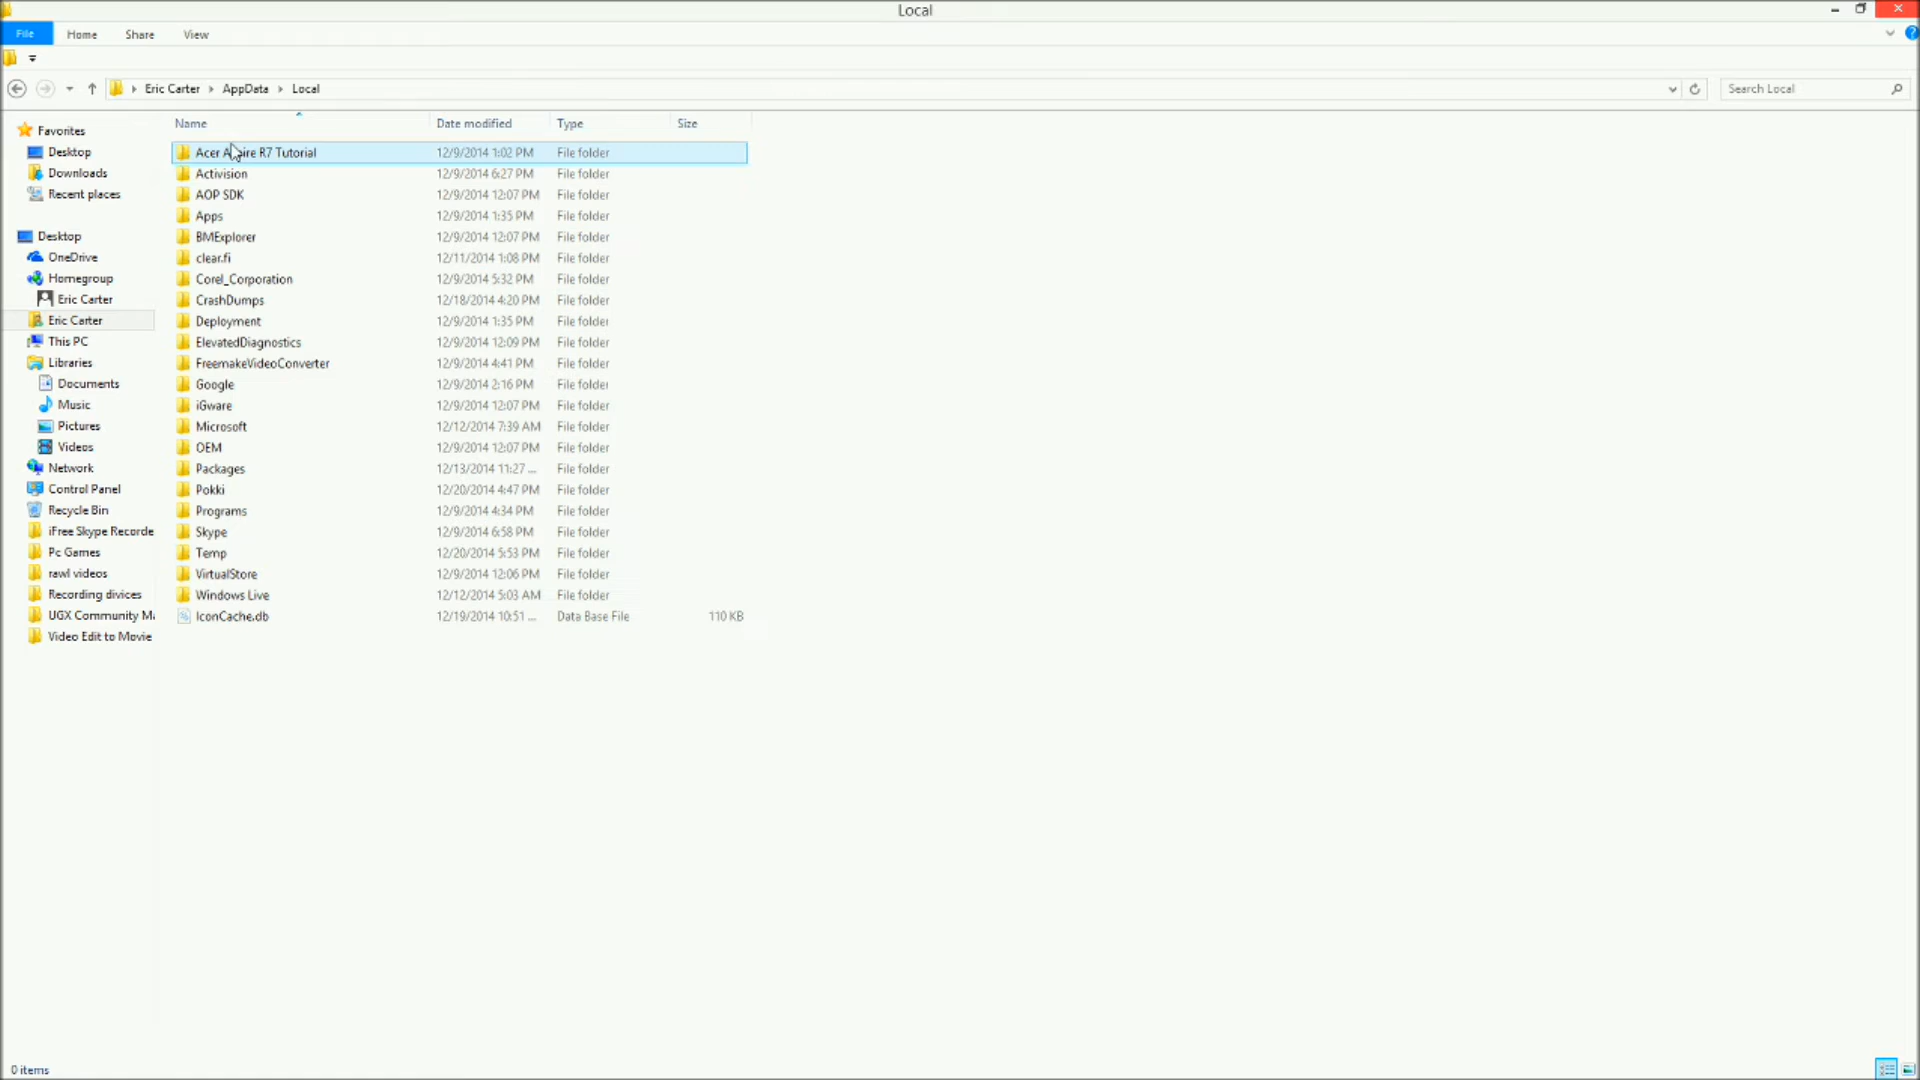 Local
File Home Share View
Eric Carter AppData Local
Search Local
Name Date modified Type Size
Favorites
Desktop
Downloads
Recent places
Desktop
OneDrive
Homegroup
Eric Carter
Eric Carter
This PC
Libraries
Documents
Music
Pictures
Videos
Network
Control Panel
Recycle Bin
iFree Skype Recorde
Pc Games
rawl videos
Recording divices
UGX Community Ma
Video Edit to Movie
Acer Aspire R7 Tutorial 12/9/2014 1:02 PM File folder
Activision 12/9/2014 6:27 PM File folder
AOP SDK 12/9/2014 12:07 PM File folder
Apps 12/9/2014 1:35 PM File folder
BMExplorer 12/9/2014 12:07 PM File folder
clear.fi 12/11/2014 1:08 PM File folder
Corel_Corporation 12/9/2014 5:32 PM File folder
CrashDumps 12/18/2014 4:20 PM File folder
Deployment 12/9/2014 1:35 PM File folder
ElevatedDiagnostics 12/9/2014 12:09 PM File folder
FreemakeVideoConverter 12/9/2014 4:41 PM File folder
Google 12/9/2014 2:16 PM File folder
iGware 12/9/2014 12:07 PM File folder
Microsoft 12/12/2014 7:39 AM File folder
OEM 12/9/2014 12:07 PM File folder
Packages 12/13/2014 11:27 ... File folder
Pokki 12/20/2014 4:47 PM File folder
Programs 12/9/2014 4:34 PM File folder
Skype 12/9/2014 6:58 PM File folder
Temp 12/20/2014 5:53 PM File folder
VirtualStore 12/9/2014 12:06 PM File folder
Windows Live 12/12/2014 5:03 AM File folder
IconCache.db 12/19/2014 10:51 ... Data Base File 110 KB
0 items